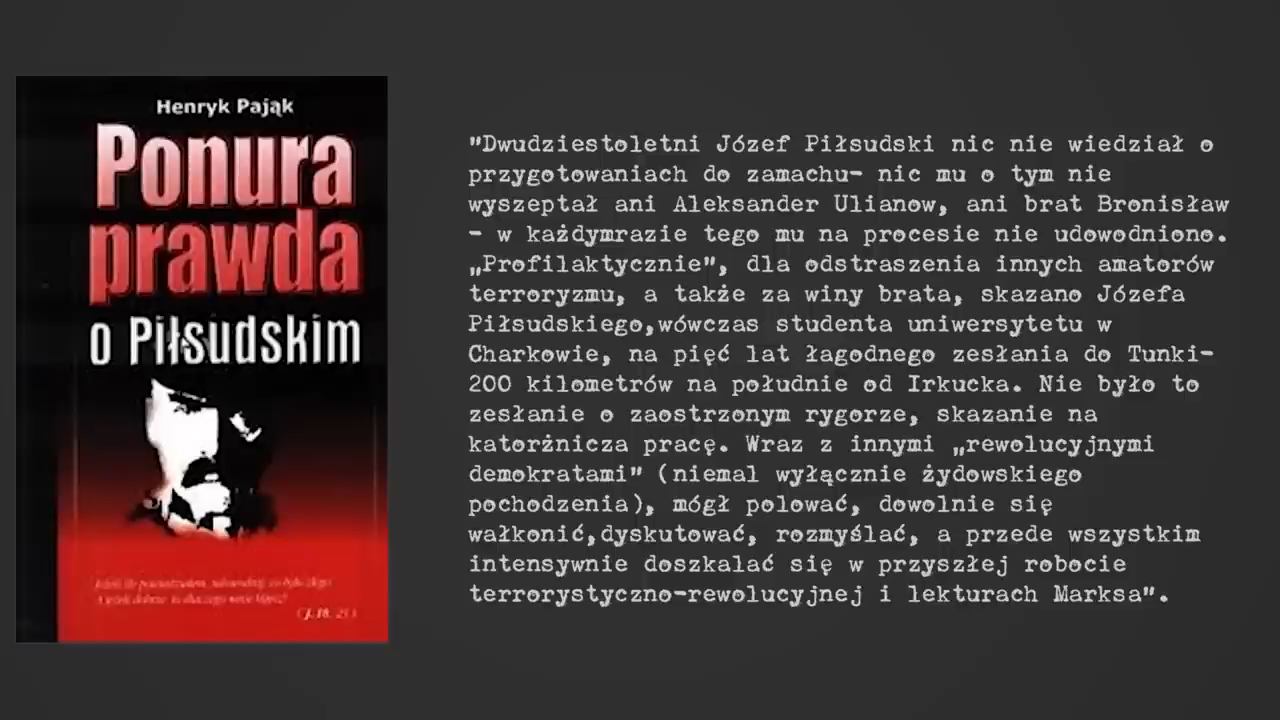 Henryk Pająk
Ponura
prawda
o Piłsudskim
(J. 18, 23)
"Dwudziestoletni Józef Piłsudski nic nie wiedział o
przygotowaniach do zamachu- nic mu o tym nie
wyszeptał ani Aleksander Ulianow, ani brat Bronisław
- w każdymrazie tego mu na procesie nie udowodniono.
„Profilaktycznie", dla odstraszenia innych amatorów
terroryzmu, a także za winy brata, skazano Józefa
Piłsudskiego,wówczas studenta uniwersytetu w
Charkowie, na pięć lat łagodnego zesłania do Tunki-
200 kilometrów na południe od Irkucka. Nie było to
zesłanie o zaostrzonym rygorze, skazanie na
katorżnicza pracę. Wraz z innymi „rewolucyjnymi
demokratami" (niemal wyłącznie żydowskiego
pochodzenia), mógł polować, dowolnie się
wałkonić,dyskutować, rozmyślać, a przede wszystkim
intensywnie doszkalać się w przyszłej robocie
terrorystyczno-rewolucyjnej i lekturach Marksa".